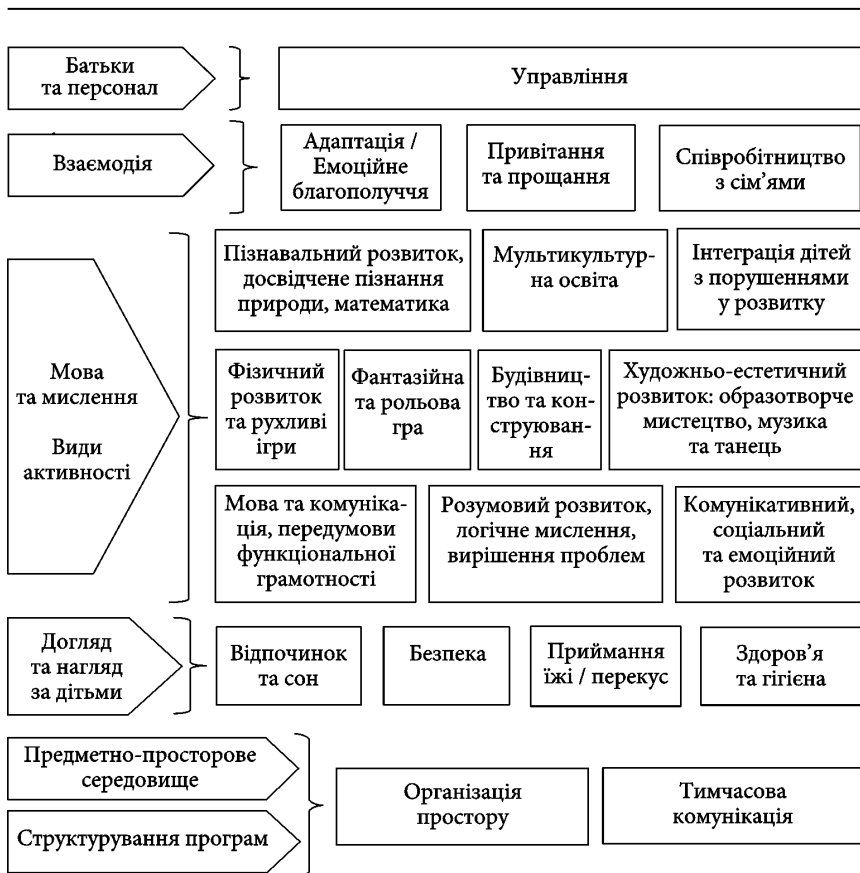 Батьки
та персонал
Управління
Взаємодія
Адаптація /
Емоційне
благополуччя
Привітання
та прощання
Співробітництво
з сім’ями
Мова
та мислення
Види
активності
Пізнавальний розвиток,
досвідчене пізнання
природи, математика
Мультикультур-
на освіта
Інтеграція дітей
з порушеннями
у розвитку
Фізичний
розвиток
та рухливі
ігри
Фантазійна
та рольова
гра
Будівниц-
тво та кон-
струюван-
ня
Художньо-естетичний
розвиток: образотворче
мистецтво, музика
та танець
Мова та комуніка-
ція, передумови
функціональної
грамотності
Розумовий розвиток,
логічне мислення,
вирішення проблем
Комунікативний,
соціальний
та емоційний
розвиток
Догляд
та нагляд
за дітьми
Відпочинок
та сон
Безпека
Приймання
їжі / перекус
Здоров’я
та гігієна
Предметно-просторове
середовище
Структурування програм
Організація
простору
Тимчасова
комунікація